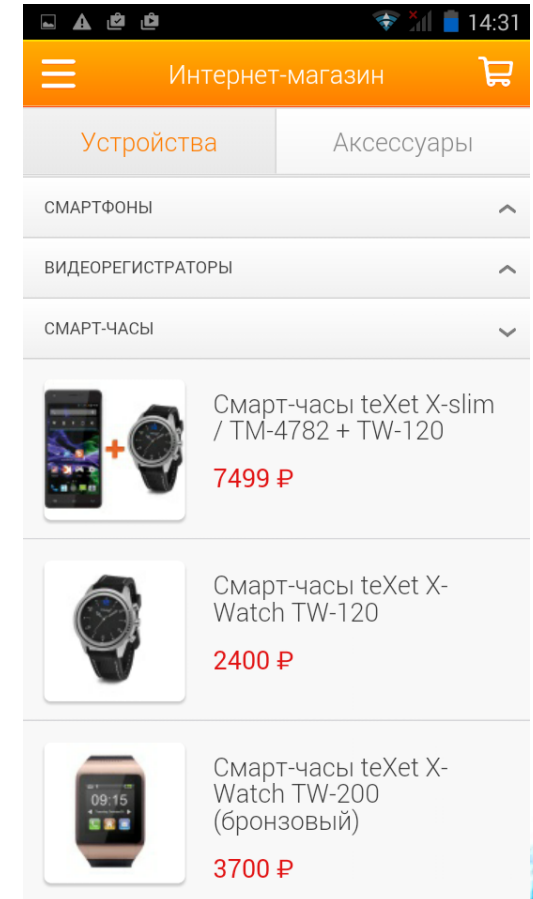 14:31
Интернет-магазин
Устройства
Аксессуары
СМАРТФОНЫ
ВИДЕОРЕГИСТРАТОРЫ
СМАРТ-ЧАСЫ
Смарт-часы teXet X-slim
/ TM-4782 + TW-120
7499 ₽
Смарт-часы teXet X-
Watch TW-120
2400 ₽
09:15
Смарт-часы teXet X-
Watch TW-200
(бронзовый)
3700 ₽